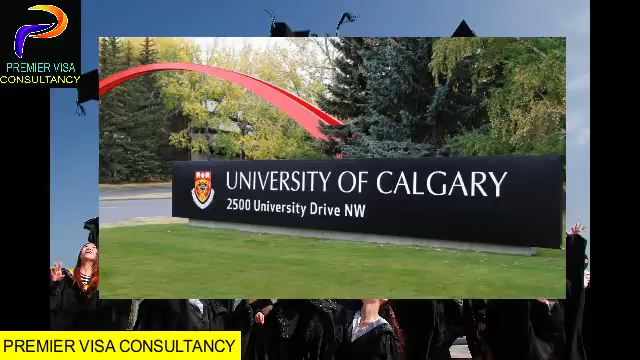 PREMIER VISA
CONSULTANCY
UNIVERSITY OF CALGARY
2500 University Drive NW
PREMIER VISA CONSULTANCY